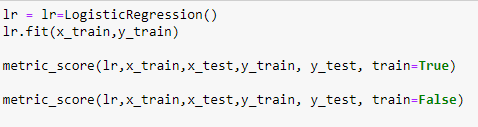 lr = lr=LogisticRegression()
lr.fit(x_train,y_train)
metric_score(lr,x_train,x_test,y_train, y_test, train=True)
metric_score(lr,x_train,x_test,y_train, y_test, train=False)